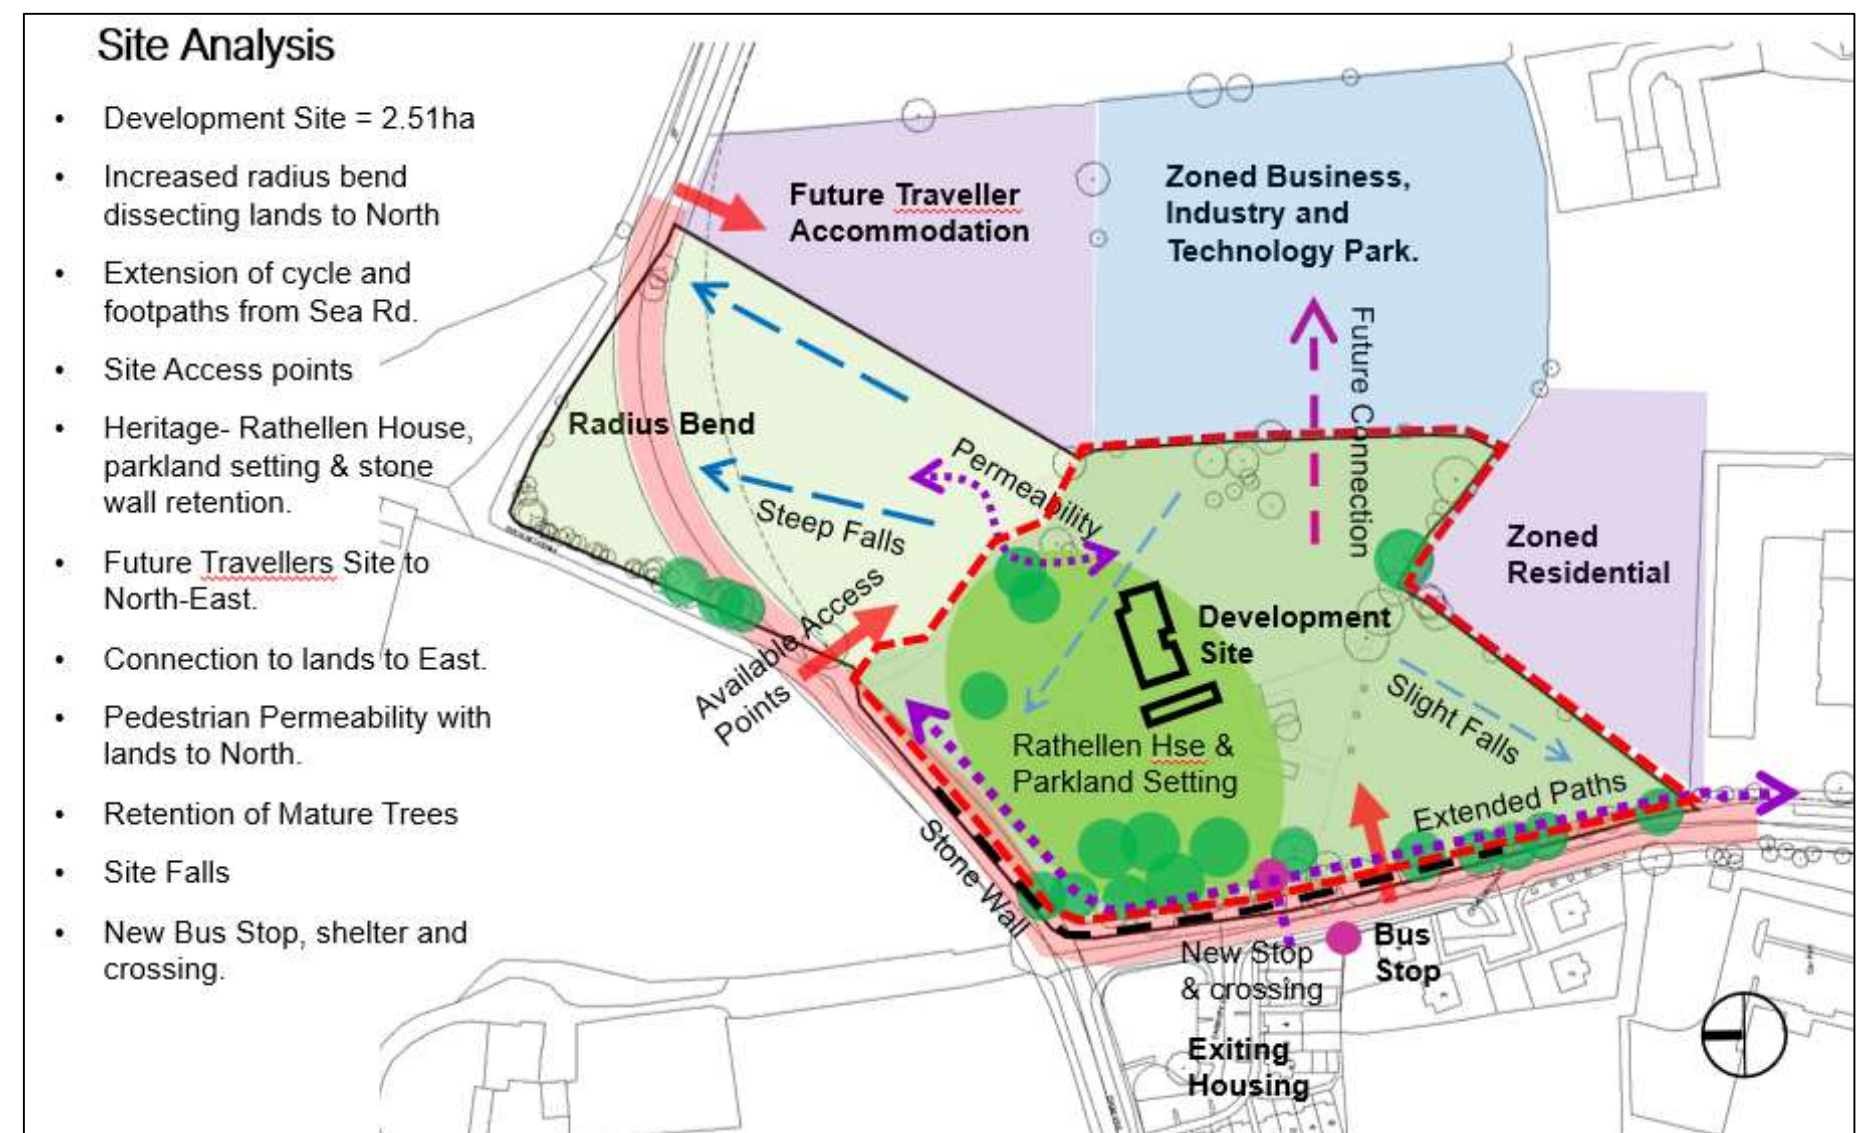 Site Analysis
• Development Site = 2.51ha
• Increased radius bend
dissecting lands to North
• Extension of cycle and
footpaths from Sea Rd.
• Site Access points
• Heritage- Rathellen House,
parkland setting & stone
wall retention.
• Future Travellers Site to
North-East.
• Connection to lands to East.
• Pedestrian Permeability with
lands to North.
• Retention of Mature Trees
• Site Falls
• New Bus Stop, shelter and
crossing.
Future Traveller
Accommodation
Zoned Business,
Industry and
Technology Park.
Future Connection
Radius Bend
Permeability
Steep Falls
Zoned
Residential
Available Access
Points
Development
Site
Slight Falls
Rathellen Hse &
Parkland Setting
Extended Paths
Stone Wall
New Stop
& crossing
Bus
Stop
Exiting
Housing